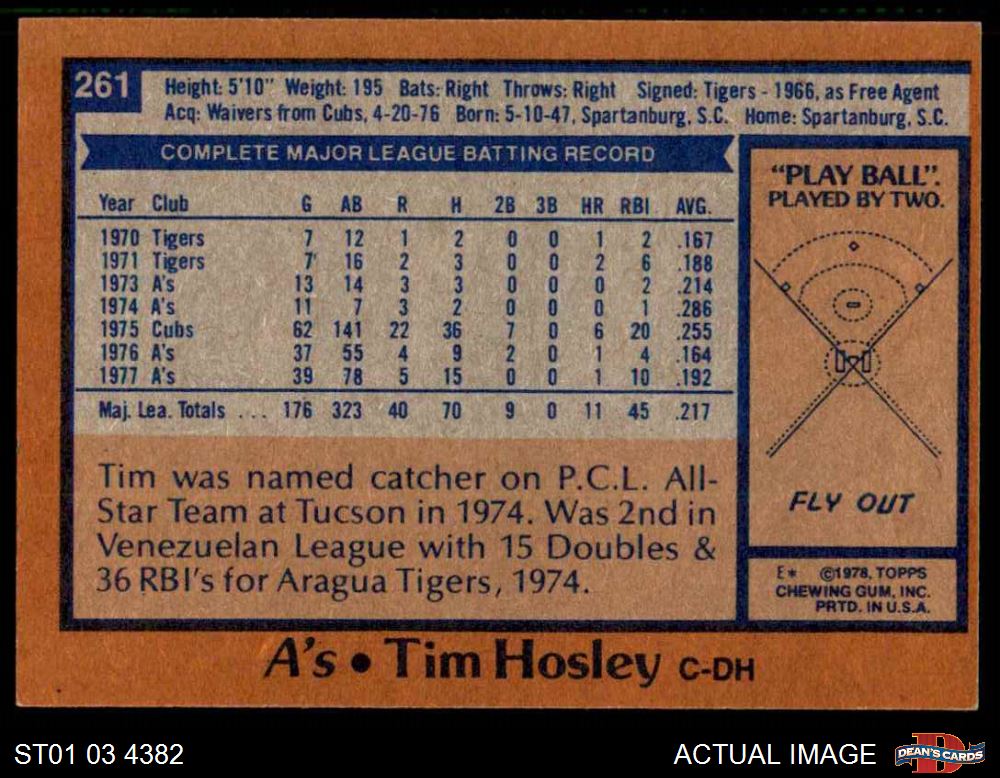 261
Height: 5'10" Weight: 195 Bats: Right Throws: Right Signed: Tigers - 1966, as Free Agent
Acq: Waivers from Cubs, 4-20-76 Born: 5-10-47, Spartanburg, S.C. Home: Spartanburg, S.C.
COMPLETE MAJOR LEAGUE BATTING RECORD
Year Club G AB R H 2B 3B HR RBI AVG.
1970 Tigers 7 12 1 2 0 0 1 2 .167
1971 Tigers 7 16 2 3 0 0 2 6 .188
1973 A's 13 14 3 3 0 0 0 2 .214
1974 A's 11 7 3 2 0 0 0 1 .286
1975 Cubs 62 141 22 36 7 0 6 20 .255
1976 A's 37 55 4 9 2 0 1 4 .164
1977 A's 39 78 5 15 0 0 1 10 .192
Maj. Lea. Totals ... 176 323 40 70 9 0 11 45 .217
Tim was named catcher on P.C.L. All-
Star Team at Tucson in 1974. Was 2nd in
Venezuelan League with 15 Doubles &
36 RBI's for Aragua Tigers, 1974.
"PLAY BALL".
PLAYED BY TWO.
FLY OUT
E* ©1978, TOPPS
CHEWING GUM, INC.
PRTD. IN U.S.A.
A's • Tim Hosley C-DH
ST01 03 4382
ACTUAL IMAGE
D
DEAN'S CARDS